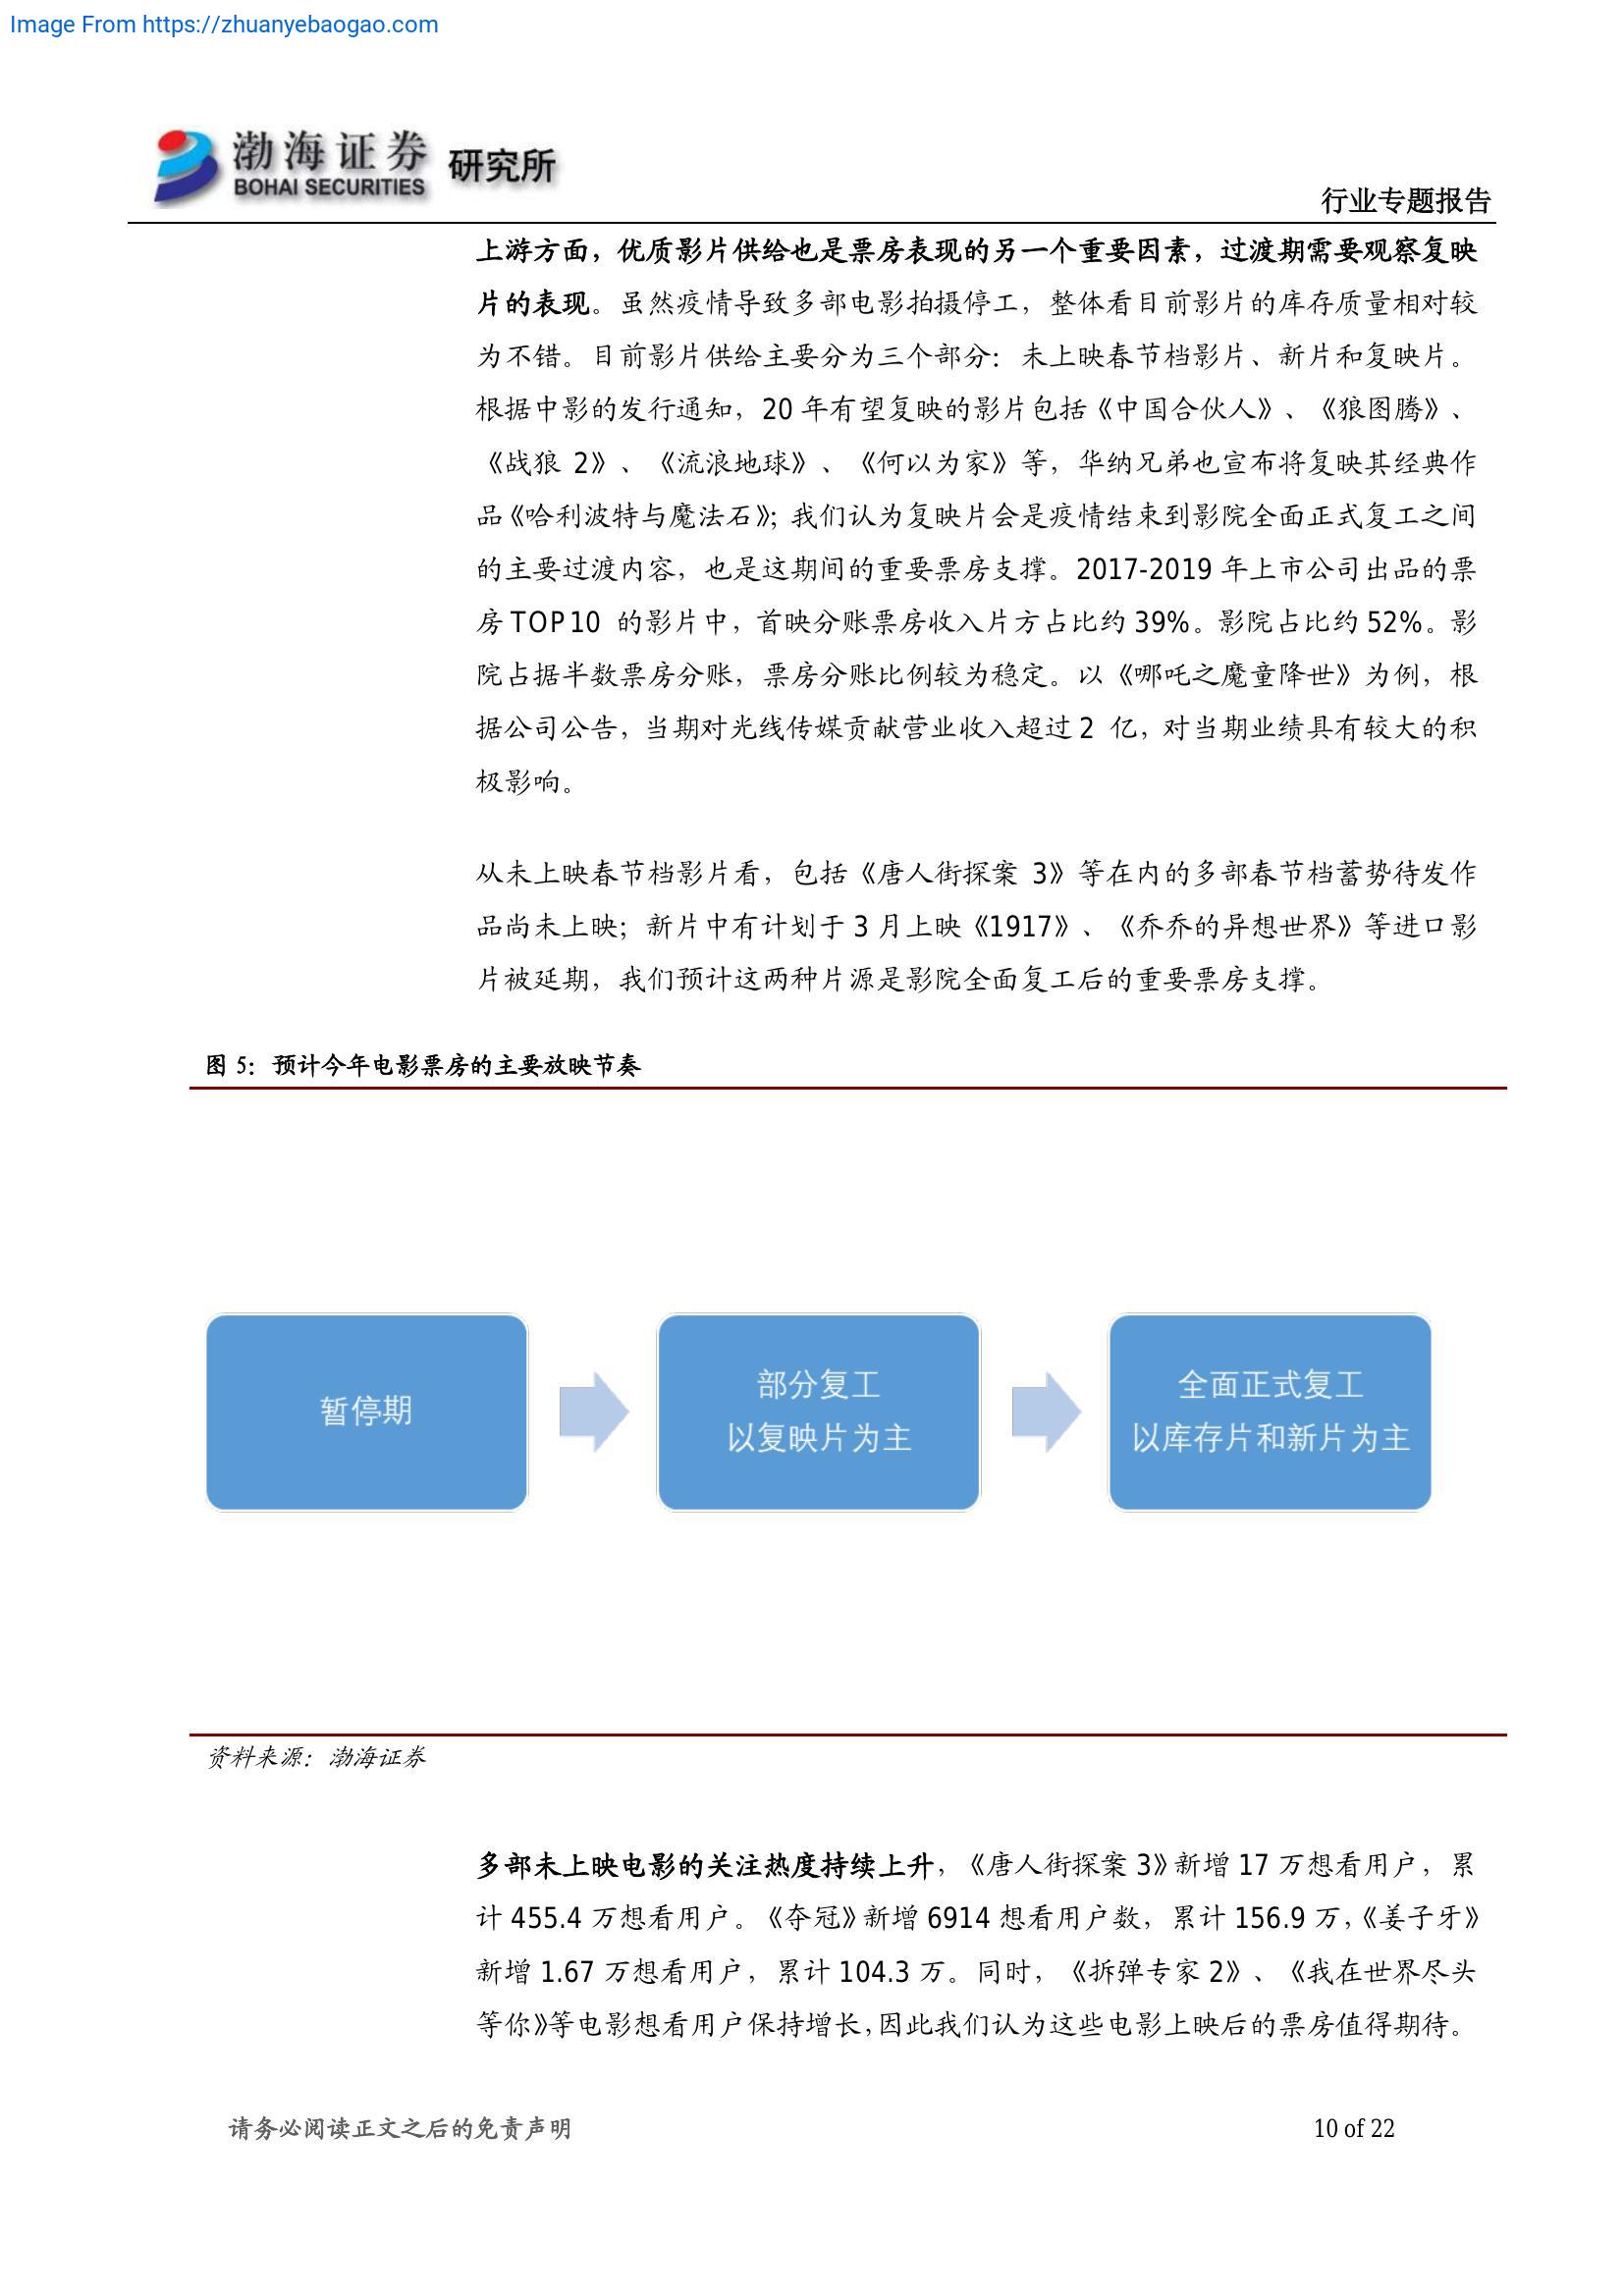 Image From https://zhuanyebaogao.com
渤海证券 研究所
BOHAI SECURITIES
行业专题报告
上游方面，优质影片供给也是票房表现的另一个重要因素，过渡期需要观察复映
片的表现。虽然疫情导致多部电影拍摄停工，整体看目前影片的库存质量相对较
为不错。目前影片供给主要分为三个部分：未上映春节档影片、新片和复映片。
根据中影的发行通知，20 年有望复映的影片包括《中国合伙人》、《狼图腾》、
《战狼 2》、《流浪地球》、《何以为家》等，华纳兄弟也宣布将复映其经典作
品《哈利波特与魔法石》；我们认为复映片会是疫情结束到影院全面正式复工之间
的主要过渡内容，也是这期间的重要票房支撑。2017-2019 年上市公司出品的票
房 TOP10 的影片中，首映分账票房收入片方占比约 39%。影院占比约 52%。影
院占据半数票房分账，票房分账比例较为稳定。以《哪吒之魔童降世》为例，根
据公司公告，当期对光线传媒贡献营业收入超过 2 亿，对当期业绩具有较大的积
极影响。
从未上映春节档影片看，包括《唐人街探案 3》等在内的多部春节档蓄势待发作
品尚未上映；新片中有计划于 3 月上映《1917》、《乔乔的异想世界》等进口影
片被延期，我们预计这两种片源是影院全面复工后的重要票房支撑。
图 5：预计今年电影票房的主要放映节奏
暂停期
部分复工
以复映片为主
全面正式复工
以库存片和新片为主
资料来源：渤海证券
多部未上映电影的关注热度持续上升，《唐人街探案 3》新增 17 万想看用户，累
计 455.4 万想看用户。《夺冠》新增 6914 想看用户数，累计 156.9 万，《姜子牙》
新增 1.67 万想看用户，累计 104.3 万。同时，《拆弹专家 2》、《我在世界尽头
等你》等电影想看用户保持增长，因此我们认为这些电影上映后的票房值得期待。
请务必阅读正文之后的免责声明
10 of 22